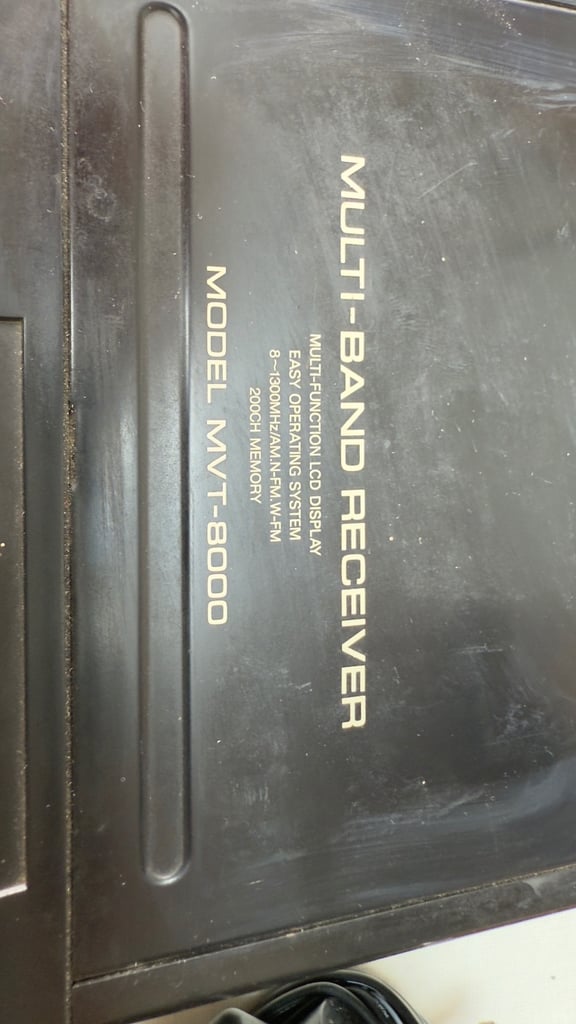 MULTI-BAND RECEIVER
MULTI-FUNCTION LCD DISPLAY
EASY OPERATING SYSTEM
8~1300MHz/AM.N-FM.W-FM
200CH MEMORY
MODEL MVT-8000